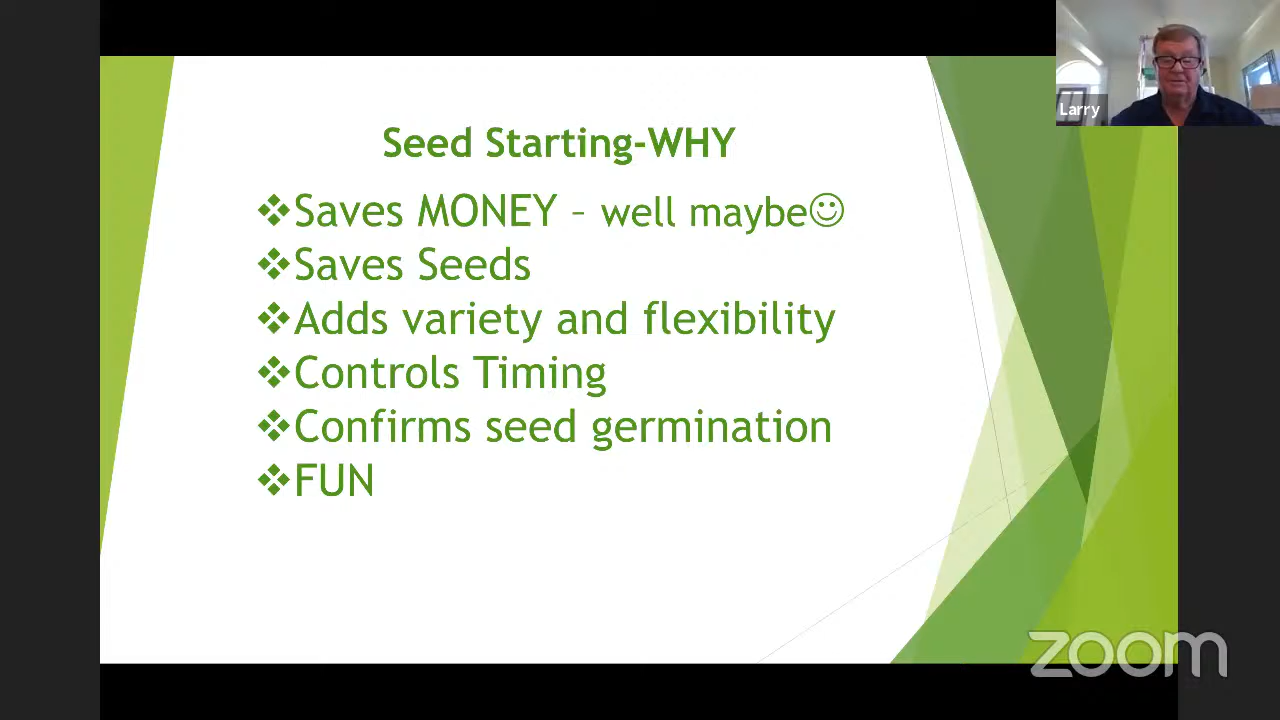 Larry
Seed Starting-WHY
❖Saves MONEY – well maybe☺
❖Saves Seeds
❖Adds variety and flexibility
❖Controls Timing
❖Confirms seed germination
❖FUN
zoom